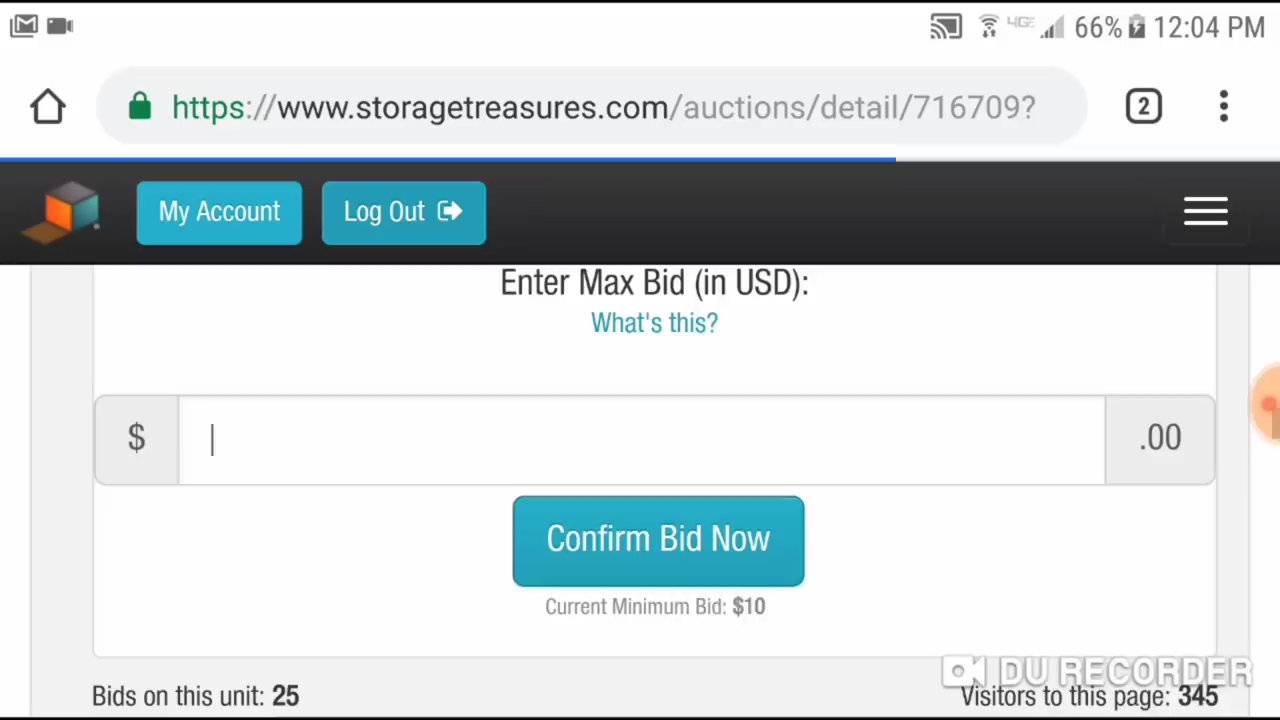 4GE 66% 12:04 PM
https://www.storagetreasures.com/auctions/detail/716709? 2
My Account Log Out
Enter Max Bid (in USD):
What's this?
$ .00
Confirm Bid Now
Current Minimum Bid: $10
DU RECORDER
Bids on this unit: 25 Visitors to this page: 345